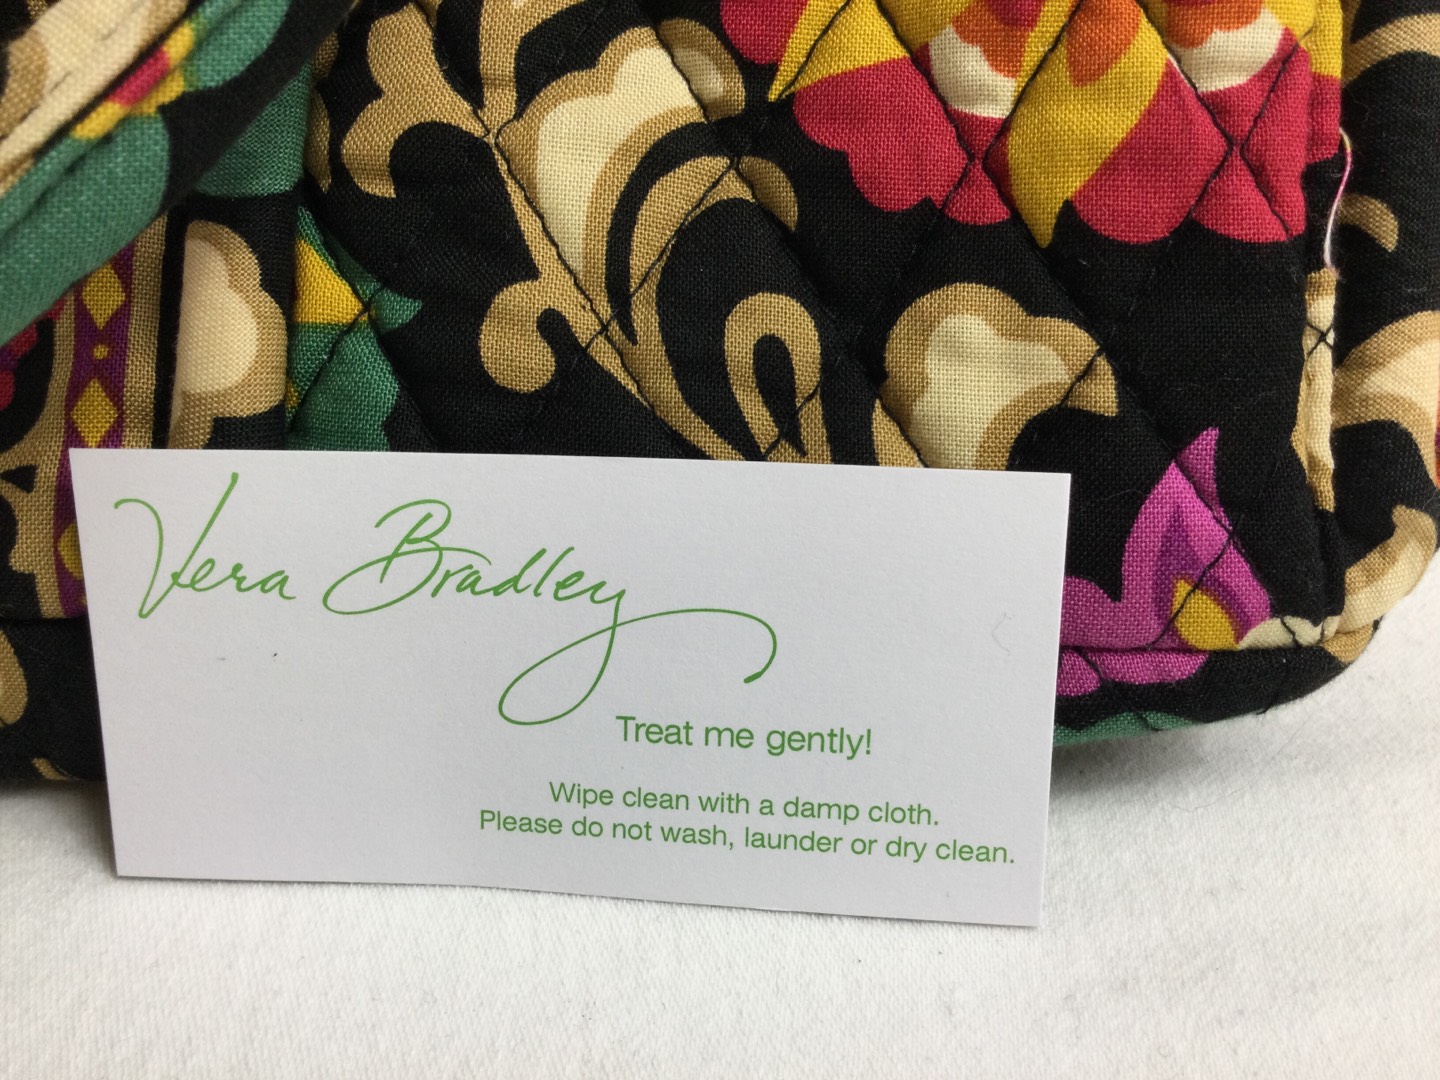 Vera Bradley
Treat me gently!
Wipe clean with a damp cloth.
Please do not wash, launder or dry clean.